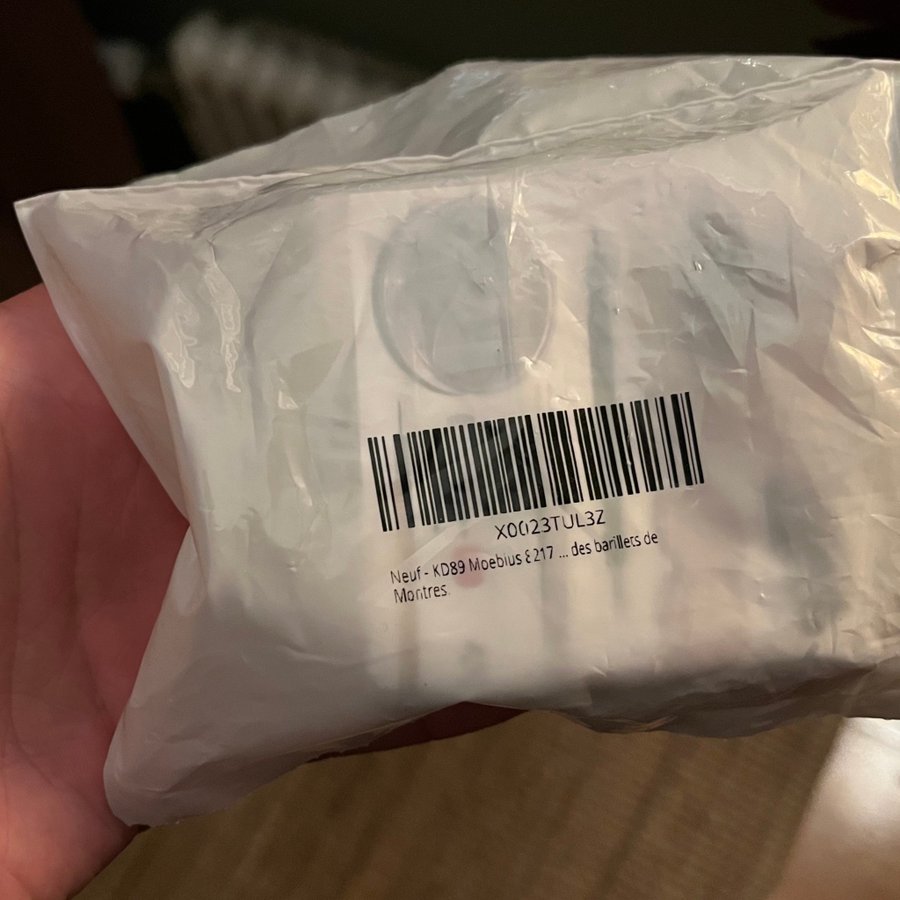 X0023TUL3Z
Neuf - KD89 Moebius 8217 ... des barillets de
Montres